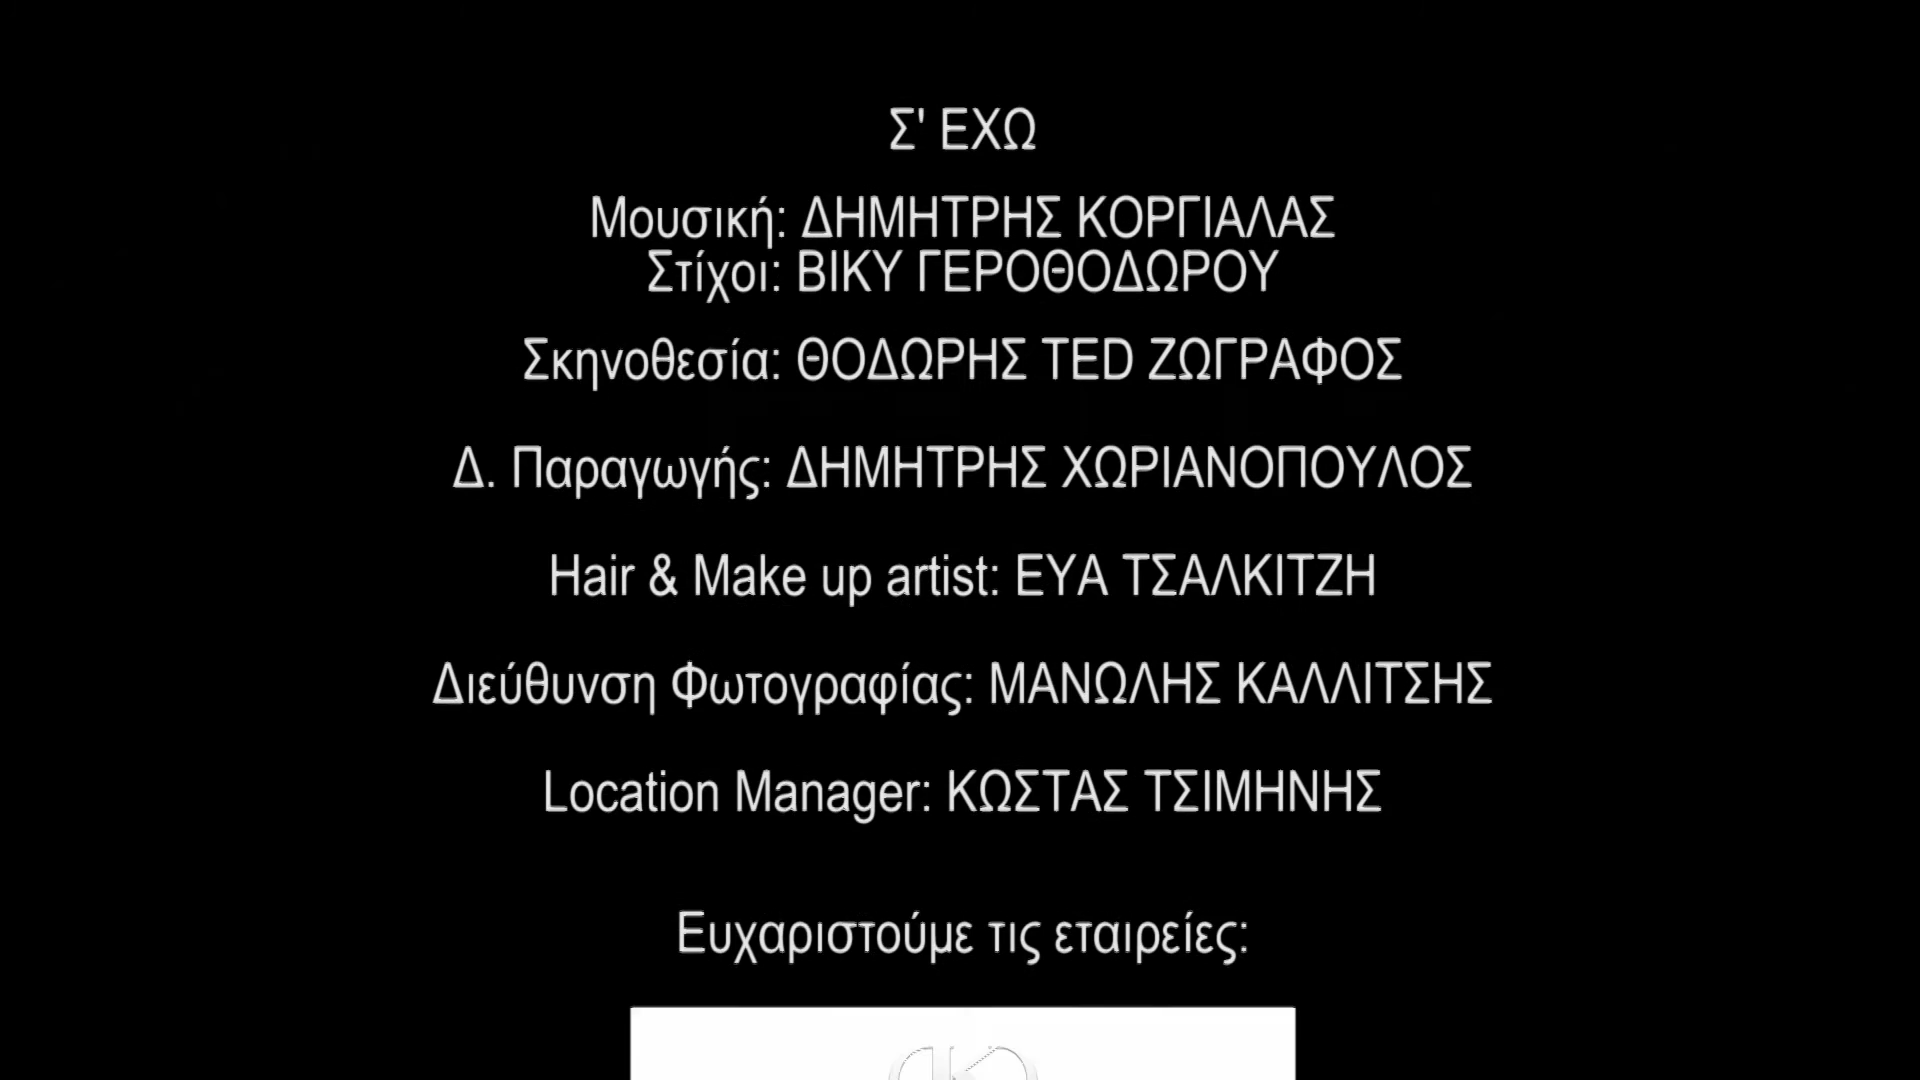 Σ' ΕΧΩ
Μουσική: ΔΗΜΗΤΡΗΣ ΚΟΡΓΙΑΛΑΣ
Στίχοι: ΒΙΚΥ ΓΕΡΟΘΟΔΩΡΟΥ
Σκηνοθεσία: ΘΟΔΩΡΗΣ TED ΖΩΓΡΑΦΟΣ
Δ. Παραγωγής: ΔΗΜΗΤΡΗΣ ΧΩΡΙΑΝΟΠΟΥΛΟΣ
Hair & Make up artist: ΕΥΑ ΤΣΑΛΚΙΤΖΗ
Διεύθυνση Φωτογραφίας: ΜΑΝΩΛΗΣ ΚΑΛΛΙΤΣΗΣ
Location Manager: ΚΩΣΤΑΣ ΤΣΙΜΗΝΗΣ
Ευχαριστούμε τις εταιρείες: